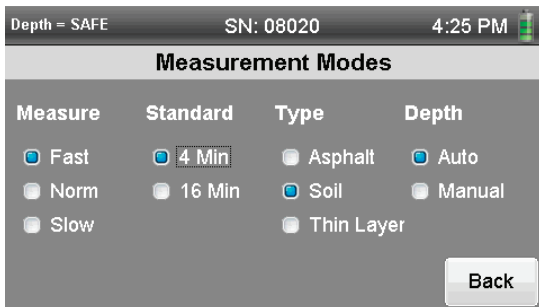 Depth = SAFE SN: 08020 4:25 PM
Measurement Modes
Measure Standard Type Depth
Fast 4 Min Asphalt Auto
Norm 16 Min Soil Manual
Slow Thin Layer
Back